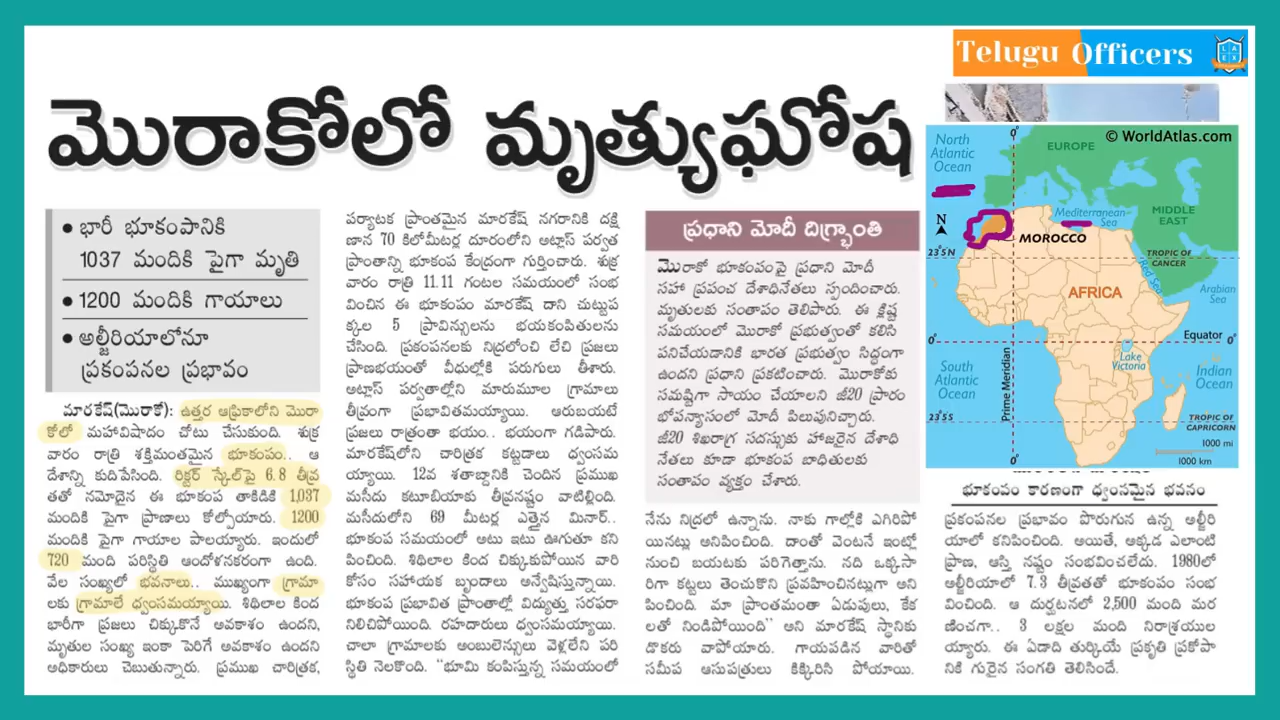 Telugu Officers
మొరాకోలో మృత్యుఘోష
• భారీ భూకంపానికి
1037 మందికి పైగా మృతి
• 1200 మందికి గాయాలు
• అల్జీరియాలోనూ
ప్రకంపనల ప్రభావం
మారకేష్(మొరాకో): ఉత్తర ఆఫ్రికాలోని మొరా
కోలో మహావిషాదం చోటు చేసుకుంది. శుక్ర
వారం రాత్రి శక్తిమంతమైన భూకంపం.. ఆ
దేశాన్ని కుదిపేసింది. రిక్టర్ స్కేల్‌పై 6.8 తీవ్ర
తతో నమోదైన ఈ భూకంప తాకిడికి 1,037
మందికి పైగా ప్రాణాలు కోల్పోయారు. 1200
మందికి పైగా గాయాల పాలయ్యారు. ఇందులో
720 మంది పరిస్థితి ఆందోళనకరంగా ఉంది.
వేల సంఖ్యలో భవనాలు.. ముఖ్యంగా గ్రామా
లకు గ్రామాలే ధ్వంసమయ్యాయి. శిథిలాల కింద
భారీగా ప్రజలు చిక్కుకొనే అవకాశం ఉందని,
మృతుల సంఖ్య ఇంకా పెరిగే అవకాశం ఉందని
అధికారులు చెబుతున్నారు. ప్రముఖ చారిత్రక,
పర్యాటక ప్రాంతమైన మారకేష్ నగరానికి దక్షి
ణాన 70 కిలోమీటర్ల దూరంలోని అట్లాస్ పర్వత
ప్రాంతాన్ని భూకంప కేంద్రంగా గుర్తించారు. శుక్ర
వారం రాత్రి 11.11 గంటల సమయంలో సంభ
వించిన ఈ భూకంపం మారకేష్ దాని చుట్టుప
క్కల 5 ప్రావిన్సులను భయకంపితులను
చేసింది. ప్రకంపనలకు నిద్రలోంచి లేచి ప్రజలు
ప్రాణభయంతో వీధుల్లోకి పరుగులు తీశారు.
అట్లాస్ పర్వతాల్లోని మారుమూల గ్రామాలు
తీవ్రంగా ప్రభావితమయ్యాయి. ఆరుబయటే
ప్రజలు రాత్రంతా భయం.. భయంగా గడిపారు.
మారకేష్‌లోని చారిత్రక కట్టడాలు ధ్వంసమ
య్యాయి. 12వ శతాబ్దానికి చెందిన ప్రముఖ
మసీదు కటూబియాకు తీవ్రనష్టం వాటిల్లింది.
మసీదులోని 69 మీటర్ల ఎత్తైన మినార్..
భూకంప సమయంలో అటు ఇటు ఊగుతూ కని
పించింది. శిథిలాల కింద చిక్కుకుపోయిన వారి
కోసం సహాయక బృందాలు అన్వేషిస్తున్నాయి.
భూకంప ప్రభావిత ప్రాంతాల్లో విద్యుత్తు సరఫరా
నిలిచిపోయింది. రహదారులు ధ్వంసమయ్యాయి.
చాలా గ్రామాలకు అంబులెన్సులు వెళ్లలేని పరి
స్థితి నెలకొంది. "భూమి కంపిస్తున్న సమయంలో
ప్రధాని మోదీ దిగ్భ్రాంతి
మొరాకో భూకంపంపై ప్రధాని మోదీ
సహా ప్రపంచ దేశాధినేతలు స్పందించారు.
మృతులకు సంతాపం తెలిపారు. ఈ క్లిష్ట
సమయంలో మొరాకో ప్రభుత్వంతో కలిసి
పనిచేయడానికి భారత ప్రభుత్వం సిద్ధంగా
ఉందని ప్రధాని ప్రకటించారు. మొరాకోకు
సమష్టిగా సాయం చేయాలని జీ20 ప్రారం
భోపన్యాసంలో మోదీ పిలుపునిచ్చారు.
జీ20 శిఖరాగ్ర సదస్సుకు హాజరైన దేశాధి
నేతలు కూడా భూకంప బాధితులకు
సంతాపం వ్యక్తం చేశారు.
నేను నిద్రలో ఉన్నాను. నాకు గాల్లోకి ఎగిరిపో
యినట్లు అనిపించింది. దాంతో వెంటనే ఇంట్లో
నుంచి బయటకు పరిగెత్తాను. నది ఒక్కసా
రిగా కట్టలు తెంచుకొని ప్రవహించినట్లుగా అని
పించింది. మా ప్రాంతమంతా ఏడుపులు, కేక
లతో నిండిపోయింది" అని మారకేష్ స్థానికు
డొకరు వాపోయారు. గాయపడిన వారితో
సమీప ఆసుపత్రులు కిక్కిరిసి పోయాయి.
© WorldAtlas.com
North
Atlantic
Ocean
0°
EUROPE
Mediterranean
Sea
MIDDLE
EAST
N
MOROCCO
23°5'N
TROPIC OF
CANCER
Red Sea
Arabian
Sea
AFRICA
Equator
0°
0°
Lake
Victoria
Prime Meridian
South
Atlantic
Ocean
Indian
Ocean
23°5'S
TROPIC OF
CAPRICORN
1000 mi
1000 km
0°
భూకంపం కారణంగా ధ్వంసమైన భవనం
ప్రకంపనల ప్రభావం పొరుగున ఉన్న అల్జీరి
యాలో కనిపించింది. అయితే, అక్కడ ఎలాంటి
ప్రాణ, ఆస్తి నష్టం సంభవించలేదు. 1980లో
అల్జీరియాలో 7.3 తీవ్రతతో భూకంపం సంభ
వించింది. ఆ దుర్ఘటనలో 2,500 మంది మర
ణించగా.. 3 లక్షల మంది నిరాశ్రయుల
య్యారు. ఈ ఏడాది తుర్కియే ప్రకృతి ప్రకోపా
నికి గురైన సంగతి తెలిసిందే.